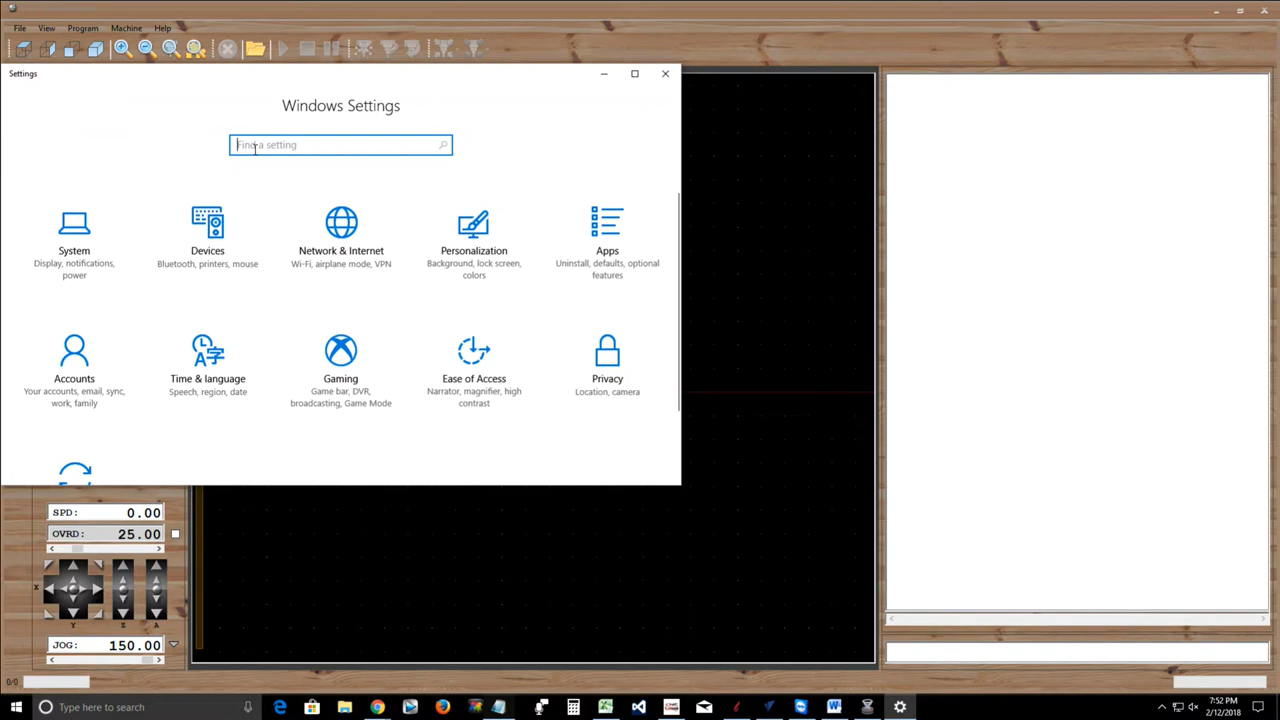 File View Program Machine Help
Settings
Windows Settings
Find a setting
System
Display, notifications,
power
Devices
Bluetooth, printers, mouse
Network & Internet
Wi-Fi, airplane mode, VPN
Personalization
Background, lock screen,
colors
Apps
Uninstall, defaults, optional
features
Accounts
Your accounts, email, sync,
work, family
Time & language
Speech, region, date
Gaming
Game bar, DVR,
broadcasting, Game Mode
Ease of Access
Narrator, magnifier, high
contrast
Privacy
Location, camera
SPD: 0.00
OVRD: 25.00
X
Y Z A
JOG: 150.00
0/0
Type here to search
7:52 PM
2/12/2018